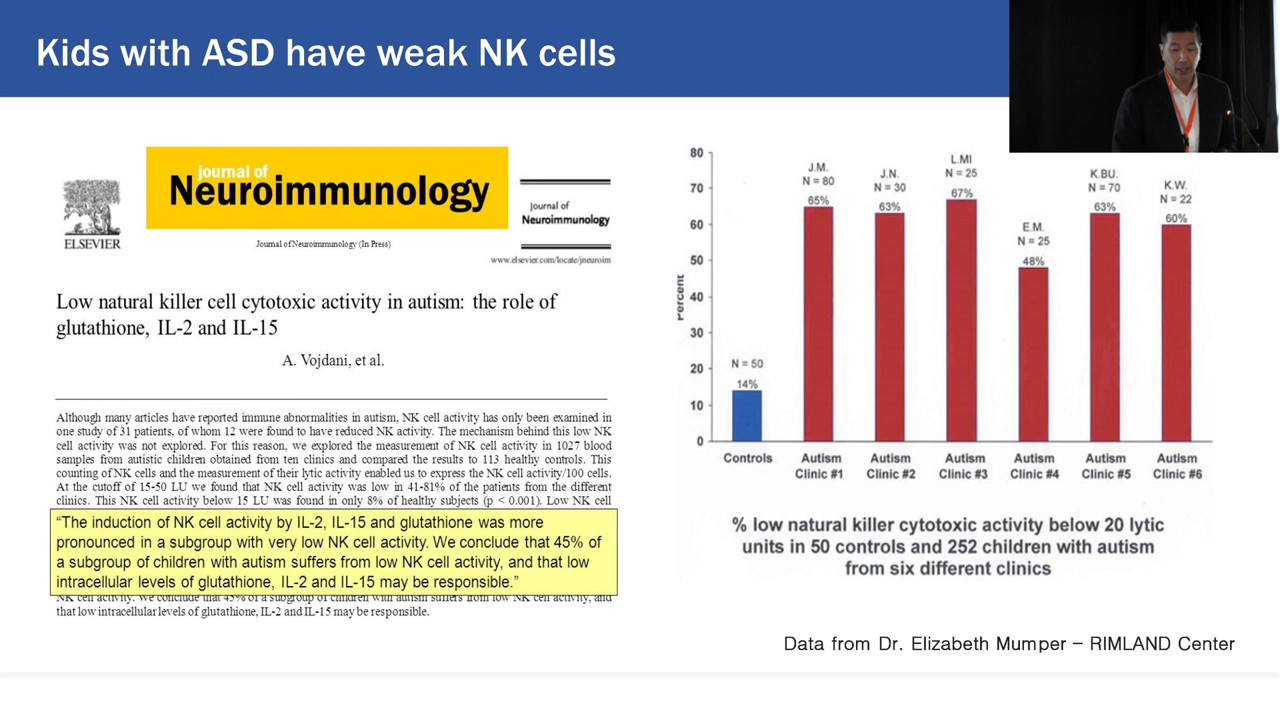 Kids with ASD have weak NK cells
ELSEVIER
journal of
Neuroimmunology
Journal of
Neuroimmunology
Journal of Neuroimmunology (In Press)
www.elsevier.com/locate/jneuroim
Low natural killer cell cytotoxic activity in autism: the role of
glutathione, IL-2 and IL-15
A. Vojdani, et al.
Although many articles have reported immune abnormalities in autism, NK cell activity has only been examined in
one study of 31 patients, of whom 12 were found to have reduced NK activity. The mechanism behind this low NK
cell activity was not explored. For this reason, we explored the measurement of NK cell activity in 1027 blood
samples from autistic children obtained from ten clinics and compared the results to 113 healthy controls. This
counting of NK cells and the measurement of their lytic activity enabled us to express the NK cell activity/100 cells.
At the cutoff of 15-50 LU we found that NK cell activity was low in 41-81% of the patients from the different
clinics. This NK cell activity below 15 LU was found in only 8% of healthy subjects (p < 0.001). Low NK cell
“The induction of NK cell activity by IL-2, IL-15 and glutathione was more
pronounced in a subgroup with very low NK cell activity. We conclude that 45% of
a subgroup of children with autism suffers from low NK cell activity, and that low
intracellular levels of glutathione, IL-2 and IL-15 may be responsible.”
NK cell activity. We conclude that 45% of a subgroup of children with autism suffers from low NK cell activity, and
that low intracellular levels of glutathione, IL-2 and IL-15 may be responsible.
Percent
80
70
60
50
40
30
20
10
0
N = 50
14%
J.M.
N = 80
65%
J.N.
N = 30
63%
L.MI
N = 25
67%
E.M.
N = 25
48%
K.BU.
N = 70
63%
K.W.
N = 22
60%
Controls
Autism
Clinic #1
Autism
Clinic #2
Autism
Clinic #3
Autism
Clinic #4
Autism
Clinic #5
Autism
Clinic #6
% low natural killer cytotoxic activity below 20 lytic
units in 50 controls and 252 children with autism
from six different clinics
Data from Dr. Elizabeth Mumper – RIMLAND Center